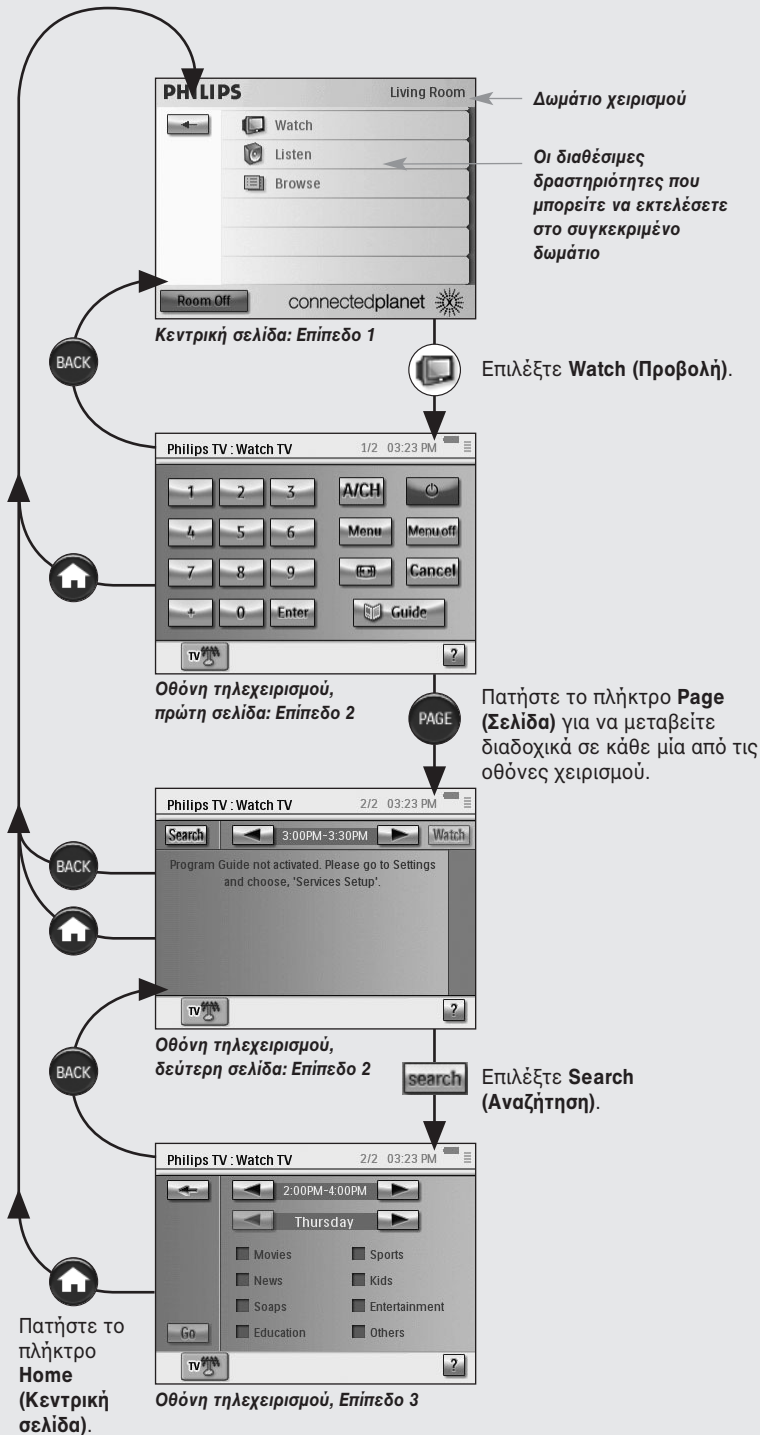 PHILIPS
Living Room
Δωμάτιο χειρισμού
Watch
Listen
Browse
Οι διαθέσιμες
δραστηριότητες που
μπορείτε να εκτελέσετε
στο συγκεκριμένο
δωμάτιο
Room Off
connectedplanet
Κεντρική σελίδα: Επίπεδο 1
BACK
Επιλέξτε Watch (Προβολή).
Philips TV : Watch TV 1/2 03:23 PM
1 2 3 A/CH
4 5 6 Menu Menu off
7 8 9 Cancel
+ 0 Enter Guide
TV ?
Οθόνη τηλεχειρισμού,
πρώτη σελίδα: Επίπεδο 2
PAGE
Πατήστε το πλήκτρο Page
(Σελίδα) για να μεταβείτε
διαδοχικά σε κάθε μία από τις
οθόνες χειρισμού.
Philips TV : Watch TV 2/2 03:23 PM
Search 3:00PM-3:30PM Watch
Program Guide not activated. Please go to Settings
and choose, 'Services Setup'.
BACK
TV ?
Οθόνη τηλεχειρισμού,
δεύτερη σελίδα: Επίπεδο 2
BACK
search
Επιλέξτε Search
(Αναζήτηση).
Philips TV : Watch TV 2/2 03:23 PM
2:00PM-4:00PM
Thursday
Movies Sports
News Kids
Soaps Entertainment
Go Education Others
TV ?
Οθόνη τηλεχειρισμού, Επίπεδο 3
Πατήστε το
πλήκτρο
Home
(Κεντρική
σελίδα).